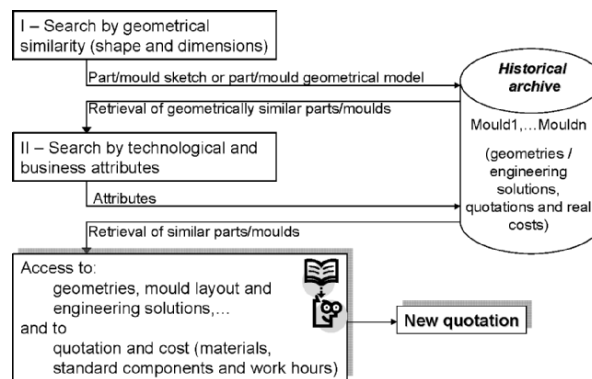 I – Search by geometrical
similarity (shape and dimensions)
Part/mould sketch or part/mould geometrical model
Historical
archive
Retrieval of geometrically similar parts/moulds
Mould1,...Mouldn
(geometries /
engineering
solutions,
quotations and real
costs)
II – Search by technological and
business attributes
Attributes
Retrieval of similar parts/moulds
Access to:
geometries, mould layout and
engineering solutions,...
and to
quotation and cost (materials,
standard components and work hours)
New quotation